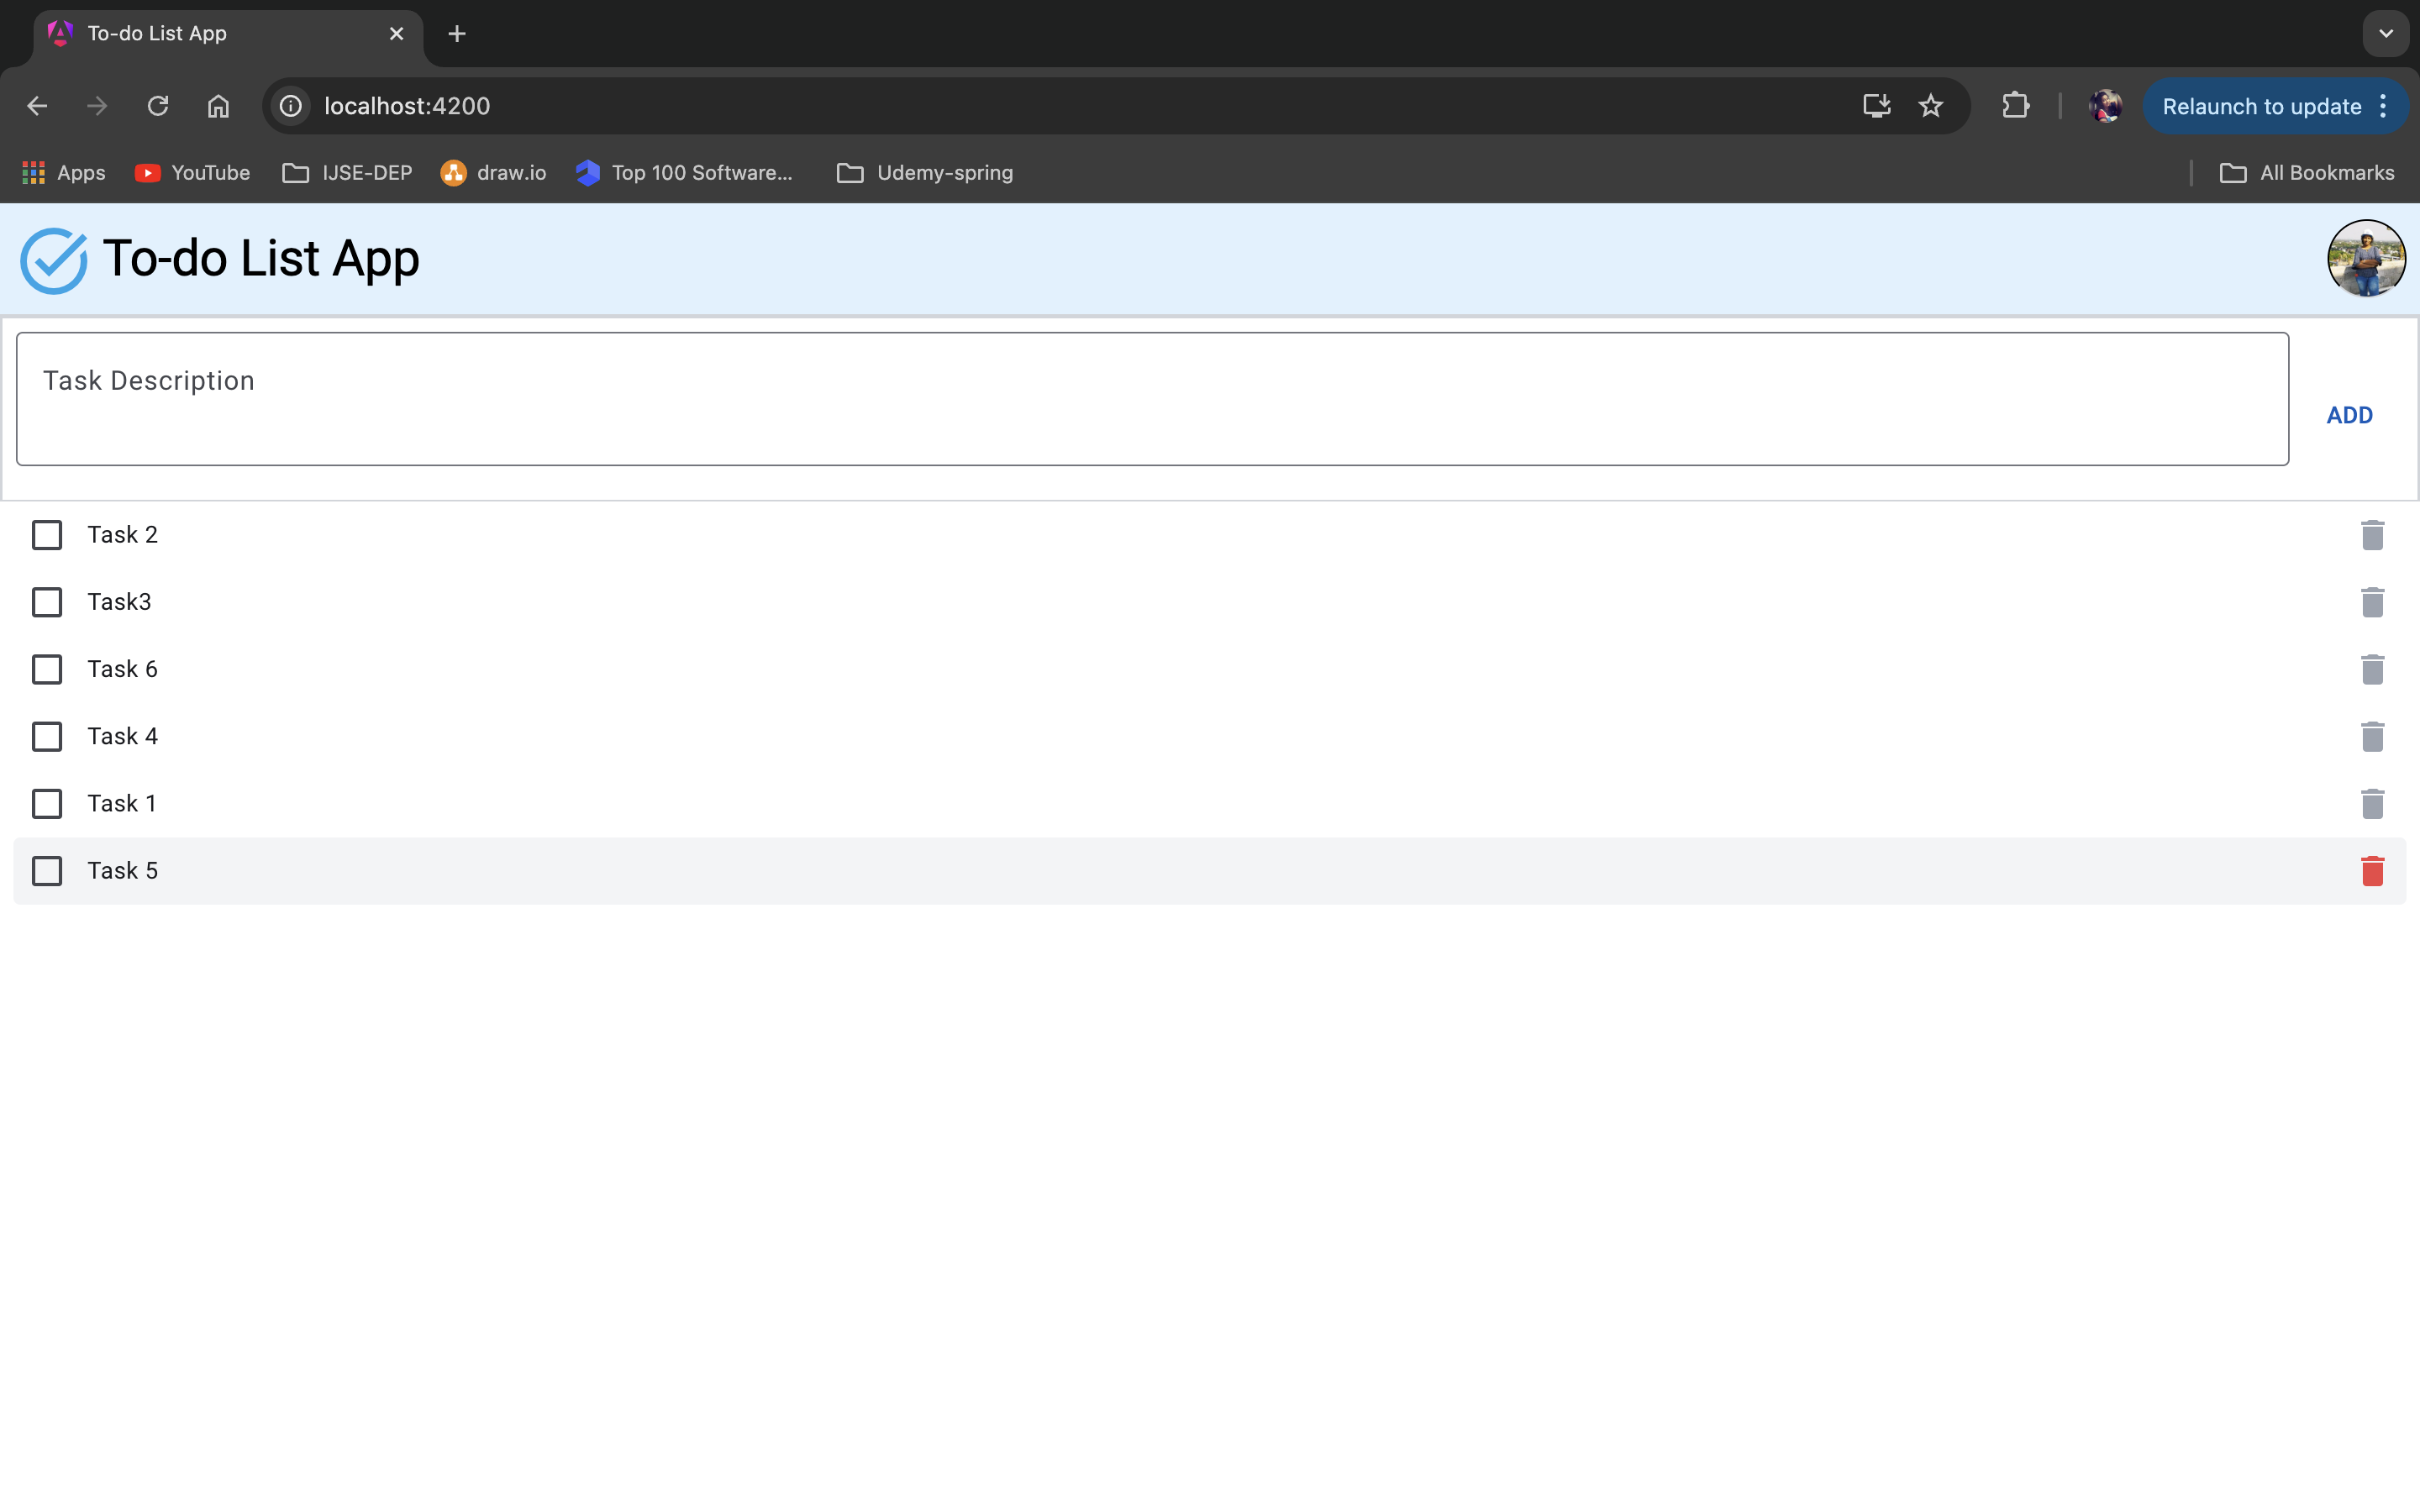 To-do List App
localhost:4200
Relaunch to update
Apps
YouTube
IJSE-DEP
draw.io
Top 100 Software...
Udemy-spring
All Bookmarks
To-do List App
Task Description
ADD
Task 2
Task3
Task 6
Task 4
Task 1
Task 5